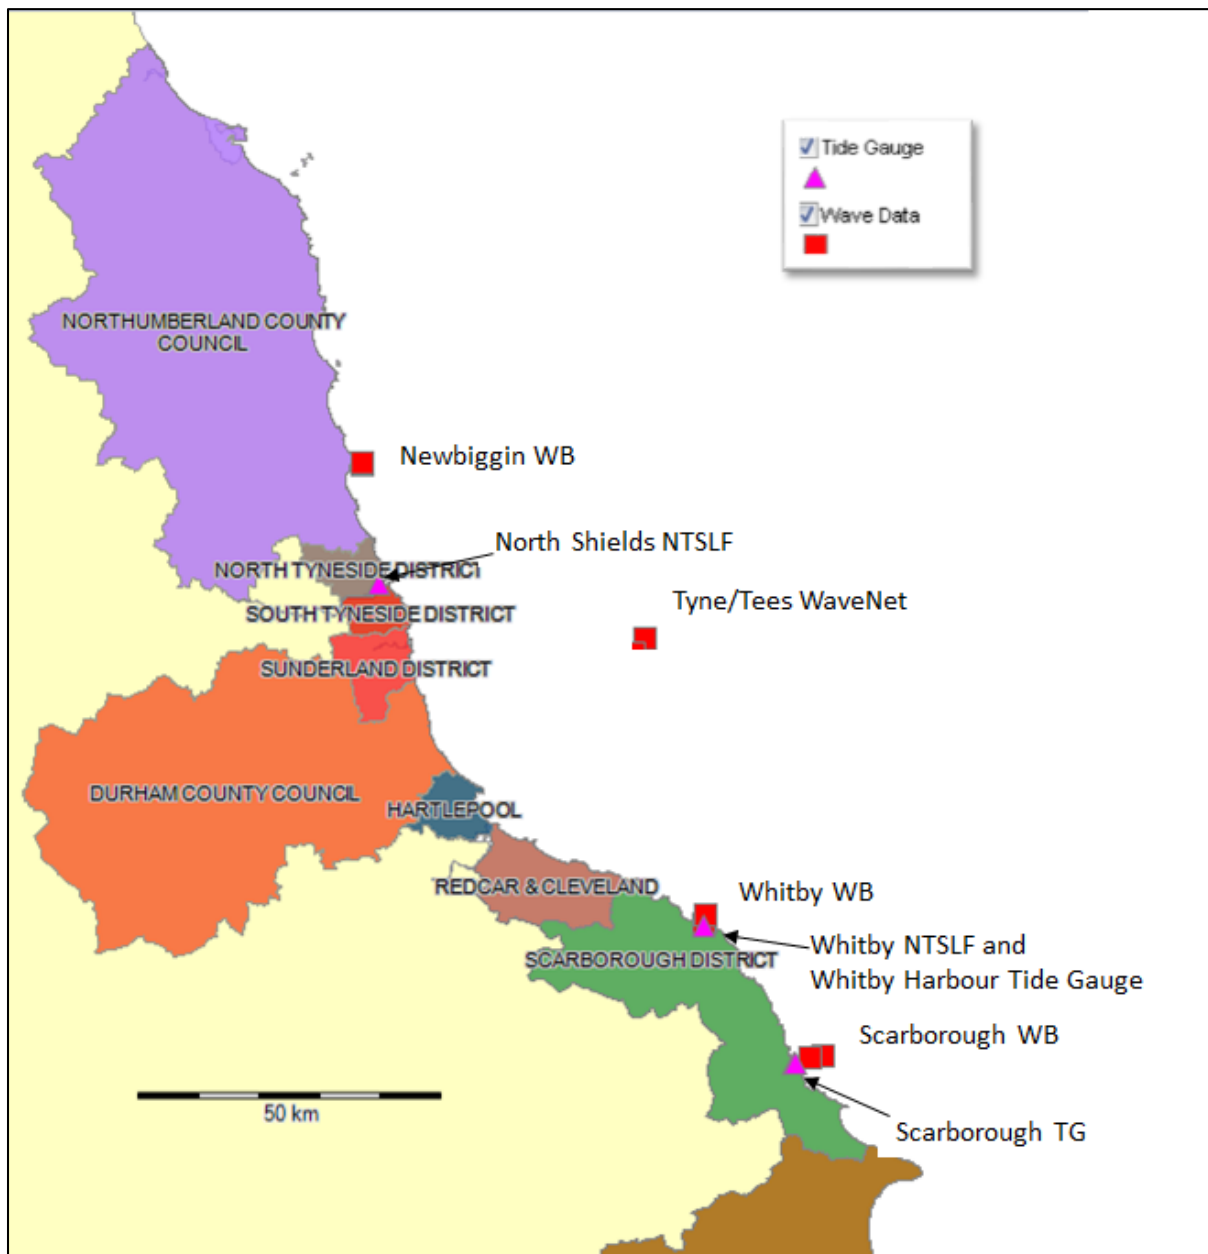 Tide Gauge
Wave Data
NORTHUMBERLAND COUNTY
COUNCIL
Newbiggin WB
North Shields NTSLF
NORTH TYNESIDE DISTRICT
Tyne/Tees WaveNet
SOUTH TYNESIDE DISTRICT
SUNDERLAND DISTRICT
DURHAM COUNTY COUNCIL
HARTLEPOOL
REDCAR & CLEVELAND
Whitby WB
Whitby NTSLF and
Whitby Harbour Tide Gauge
SCARBOROUGH DISTRICT
Scarborough WB
50 km
Scarborough TG